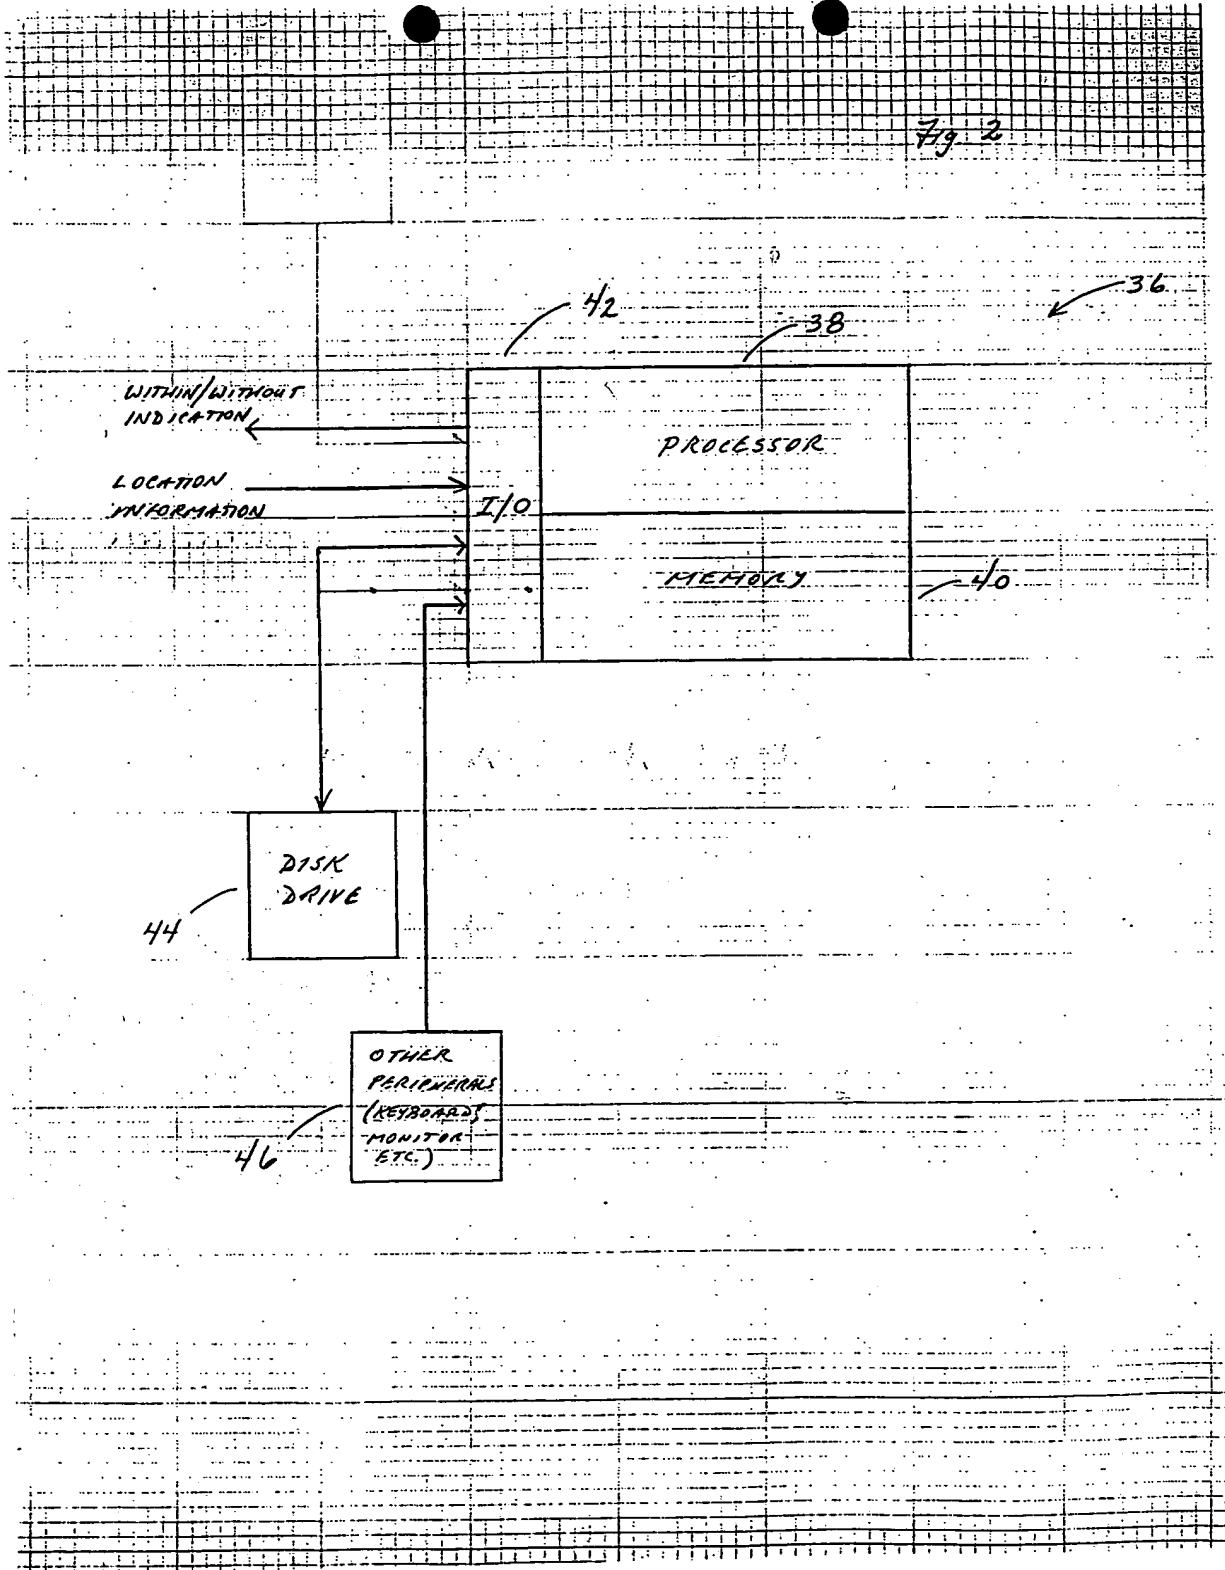 Fig 2
36
42
38
WITHIN/WITHOUT
INDICATION
PROCESSOR
LOCATION
INFORMATION
I/O
MEMORY
40
DISK
DRIVE
44
OTHER
PERIPHERALS
(KEYBOARD,
MONITOR
ETC.)
46